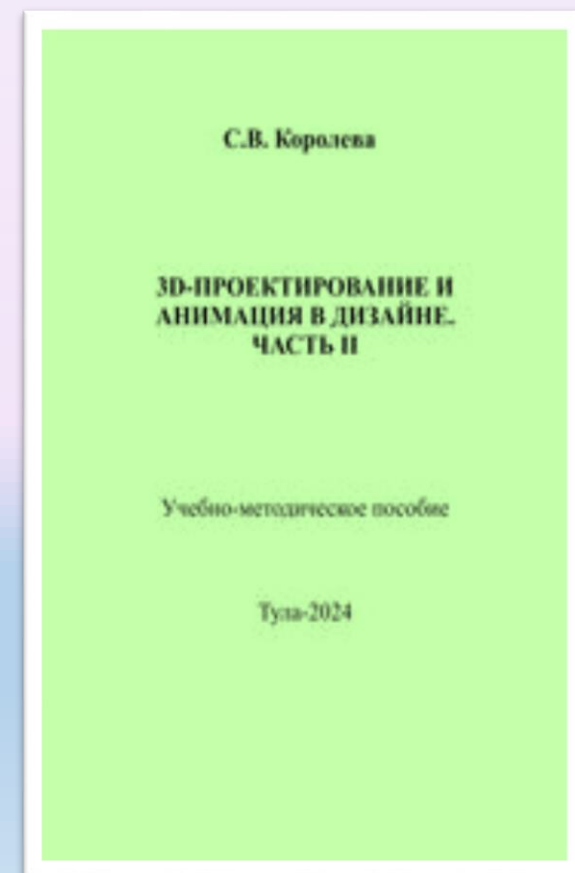 С.В. Королева
3D-ПРОЕКТИРОВАНИЕ И
АНИМАЦИЯ В ДИЗАЙНЕ.
ЧАСТЬ II
Учебно-методическое пособие
Тула-2024